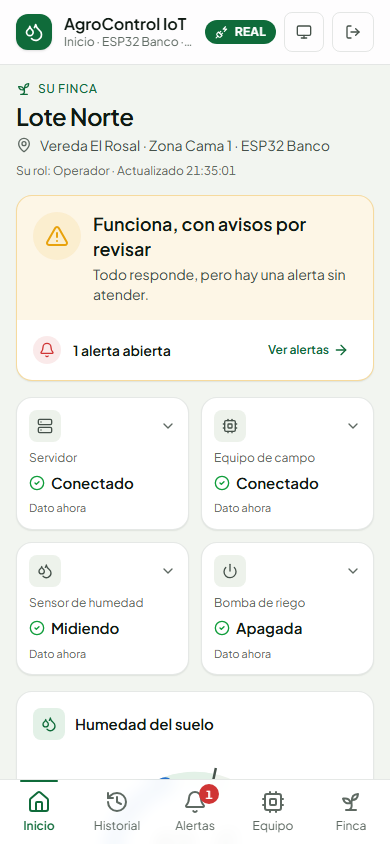 AgroControl IoT
Inicio · ESP32 Banco ·...
REAL
SU FINCA
Lote Norte
Vereda El Rosal · Zona Cama 1 · ESP32 Banco
Su rol: Operador · Actualizado 21:35:01
Funciona, con avisos por
revisar
Todo responde, pero hay una alerta sin
atender.
1 alerta abierta
Ver alertas
Servidor
Conectado
Dato ahora
Equipo de campo
Conectado
Dato ahora
Sensor de humedad
Midiendo
Dato ahora
Bomba de riego
Apagada
Dato ahora
Humedad del suelo
1
Inicio
Historial
Alertas
Equipo
Finca